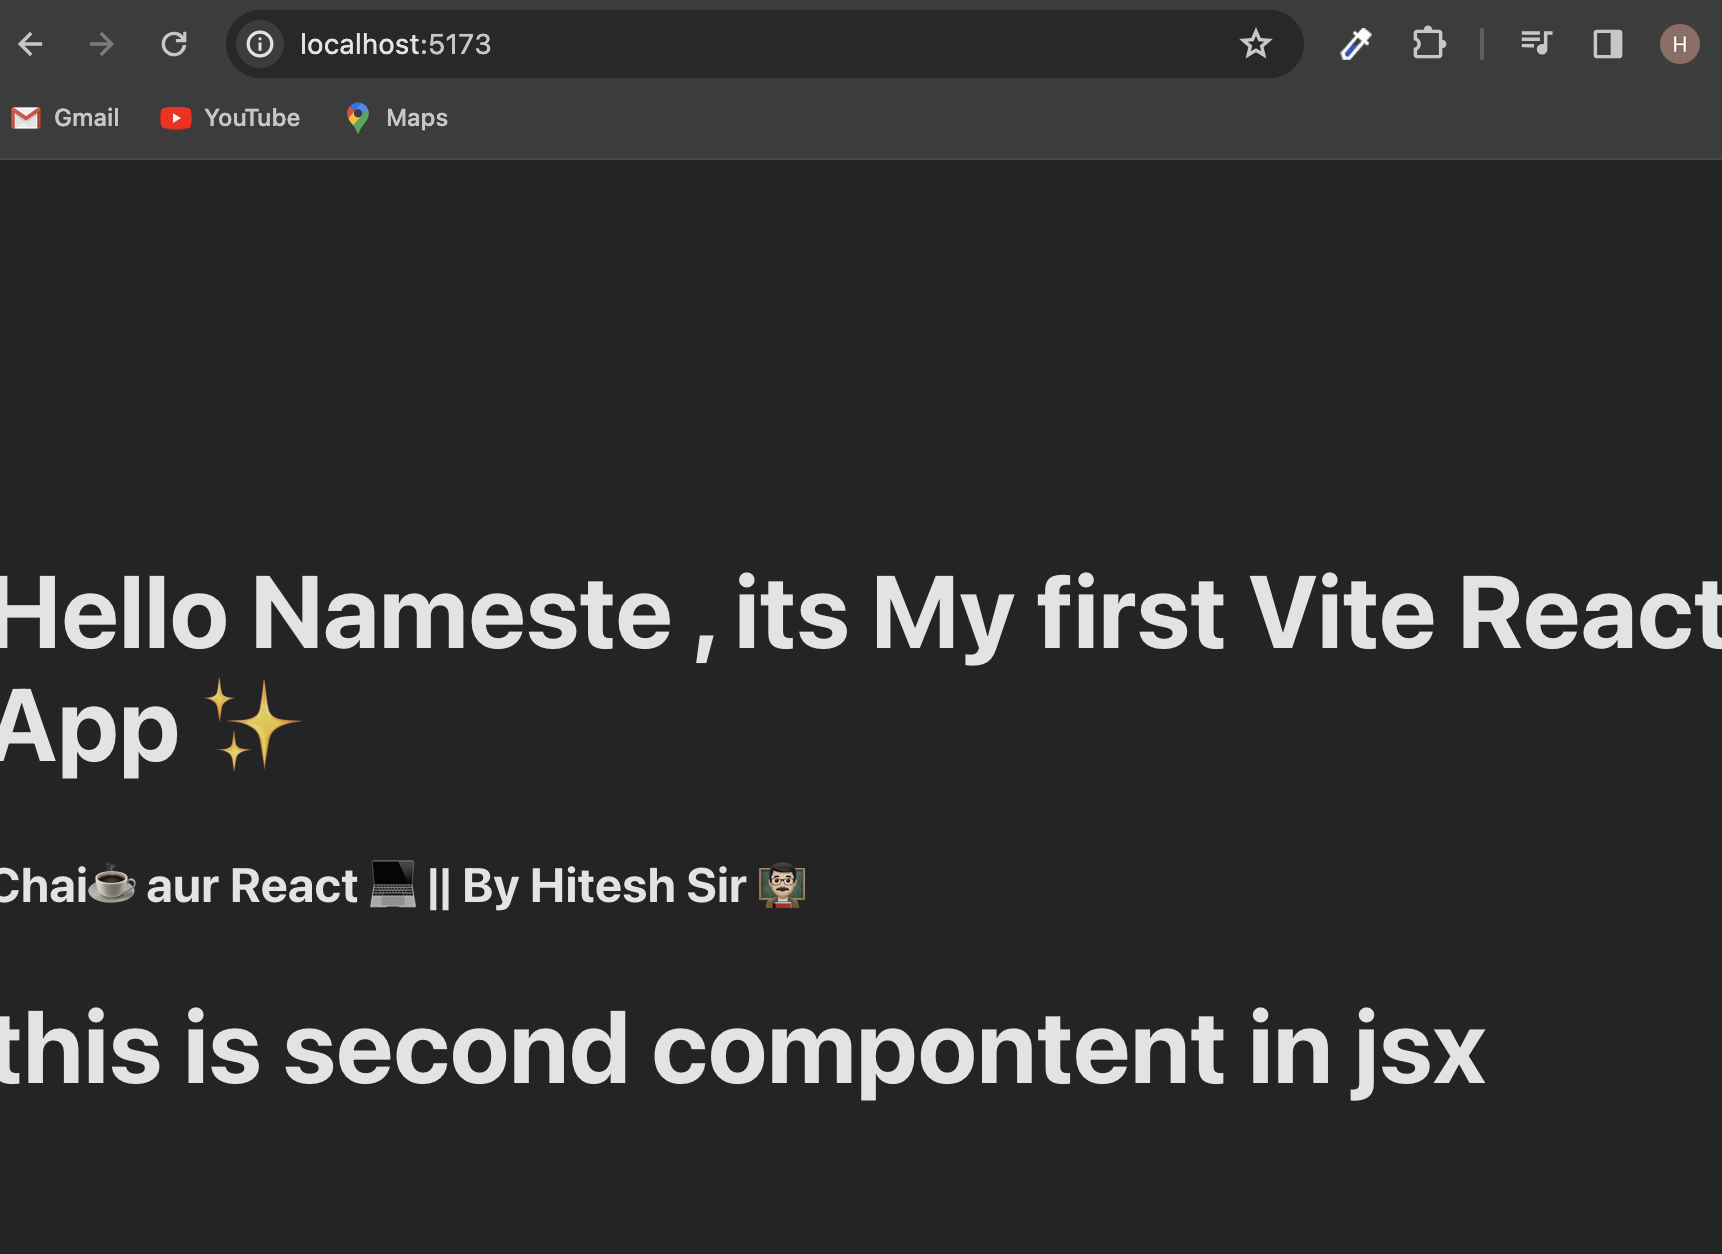 localhost:5173
H
Gmail YouTube Maps
Hello Nameste , its My first Vite React
App ✨
Chai☕ aur React 💻 || By Hitesh Sir 👨🏻‍🏫
this is second compontent in jsx